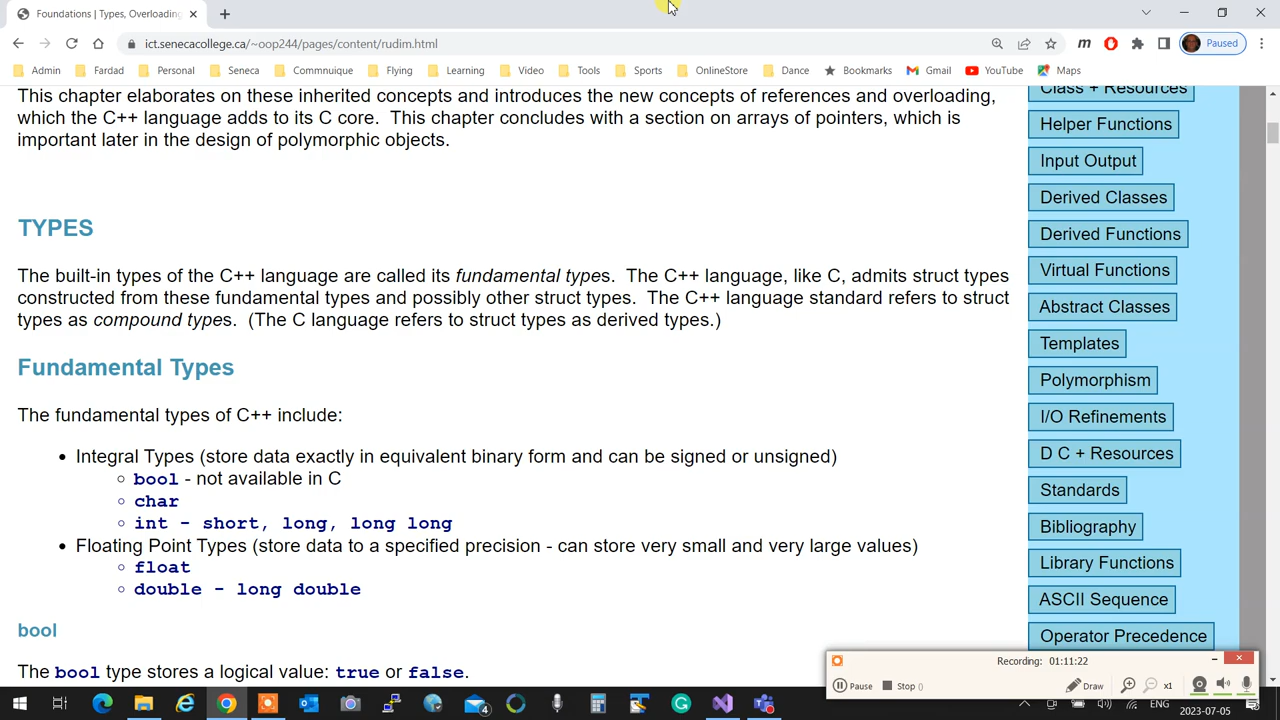 Foundations | Types, Overloading
ict.senecacollege.ca/~oop244/pages/content/rudim.html
m
Paused
Admin
Fardad
Personal
Seneca
Commnuique
Flying
Learning
Vids
Tools
Sports
OnlineStore
Dance
Bookmarks
Gmail
YouTube
Maps
This chapter elaborates on these inherited concepts and introduces the new concepts of references and overloading,
which the C++ language adds to its C core. This chapter concludes with a section on arrays of pointers, which is
important later in the design of polymorphic objects.
TYPES
The built-in types of the C++ language are called its fundamental types. The C++ language, like C, admits struct types
constructed from these fundamental types and possibly other struct types. The C++ language standard refers to struct
types as compound types. (The C language refers to struct types as derived types.)
Fundamental Types
The fundamental types of C++ include:
• Integral Types (store data exactly in equivalent binary form and can be signed or unsigned)
bool - not available in C
char
int - short, long, long long
• Floating Point Types (store data to a specified precision - can store very small and very large values)
float
double - long double
bool
The bool type stores a logical value: true or false.
Class + Resources
Helper Functions
Input Output
Derived Classes
Derived Functions
Virtual Functions
Abstract Classes
Templates
Polymorphism
I/O Refinements
D C + Resources
Standards
Bibliography
Library Functions
ASCII Sequence
Operator Precedence
Recording: 01:11:22
Pause
Stop ()
Draw
x1
4
ENG
7:00 PM
2023-07-05